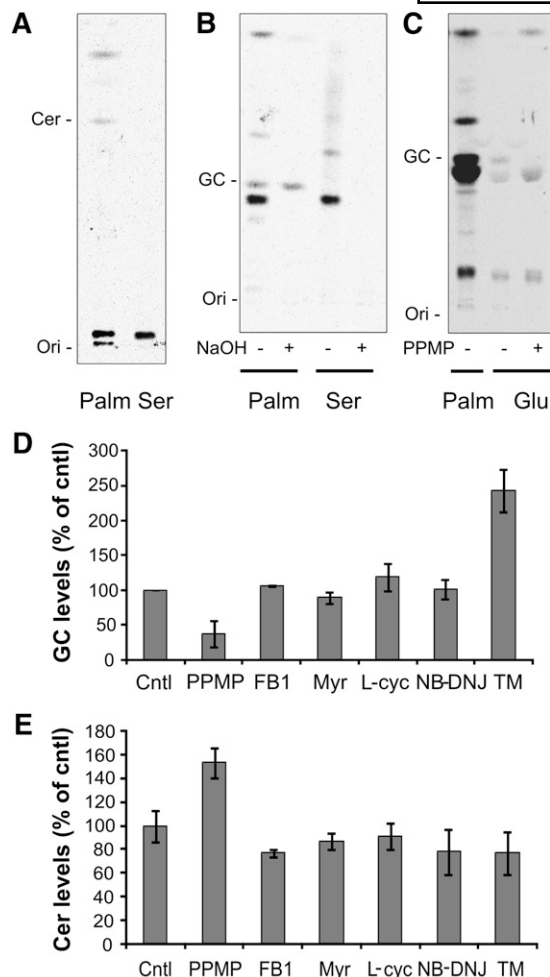 A B C
Cer -
GC -
GC -
Ori -
Ori -
Ori -
NaOH - + - +
PPMP - - +
Palm Ser
Palm Ser
Palm Glu
D
GC levels (% of cntl)
300
250
200
150
100
50
0
Cntl PPMP FB1 Myr L-cyc NB-DNJ TM
E
Cer levels (% of cntl)
180
160
140
120
100
80
60
40
20
0
Cntl PPMP FB1 Myr L-cyc NB-DNJ TM